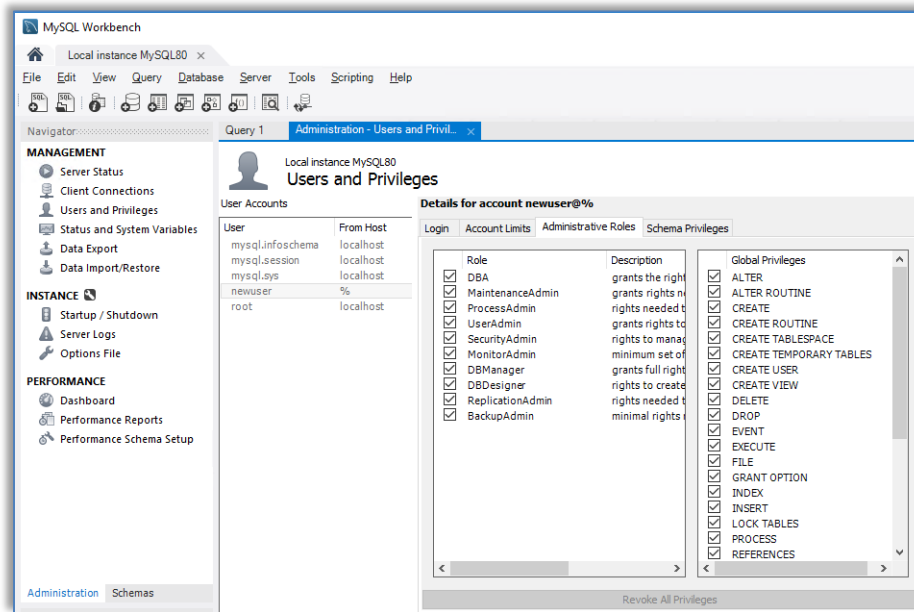 MySQL Workbench
Local instance MySQL80
File Edit View Query Database Server Tools Scripting Help
Navigator
MANAGEMENT
Server Status
Client Connections
Users and Privileges
Status and System Variables
Data Export
Data Import/Restore
INSTANCE
Startup / Shutdown
Server Logs
Options File
PERFORMANCE
Dashboard
Performance Reports
Performance Schema Setup
Administration Schemas
Query 1 Administration - Users and Privil...
Local instance MySQL80
Users and Privileges
User Accounts
User From Host
mysql.infoschema localhost
mysql.session localhost
mysql.sys localhost
newuser %
root localhost
Details for account newuser@%
Login Account Limits Administrative Roles Schema Privileges
Role Description
DBA grants the right
MaintenanceAdmin grants rights n
ProcessAdmin rights needed t
UserAdmin grants rights to
SecurityAdmin rights to manag
MonitorAdmin minimum set of
DBManager grants full right
DBDesigner rights to create
ReplicationAdmin rights needed t
BackupAdmin minimal rights
Global Privileges
ALTER
ALTER ROUTINE
CREATE
CREATE ROUTINE
CREATE TABLESPACE
CREATE TEMPORARY TABLES
CREATE USER
CREATE VIEW
DELETE
DROP
EVENT
EXECUTE
FILE
GRANT OPTION
INDEX
INSERT
LOCK TABLES
PROCESS
REFERENCES
Revoke All Privileges